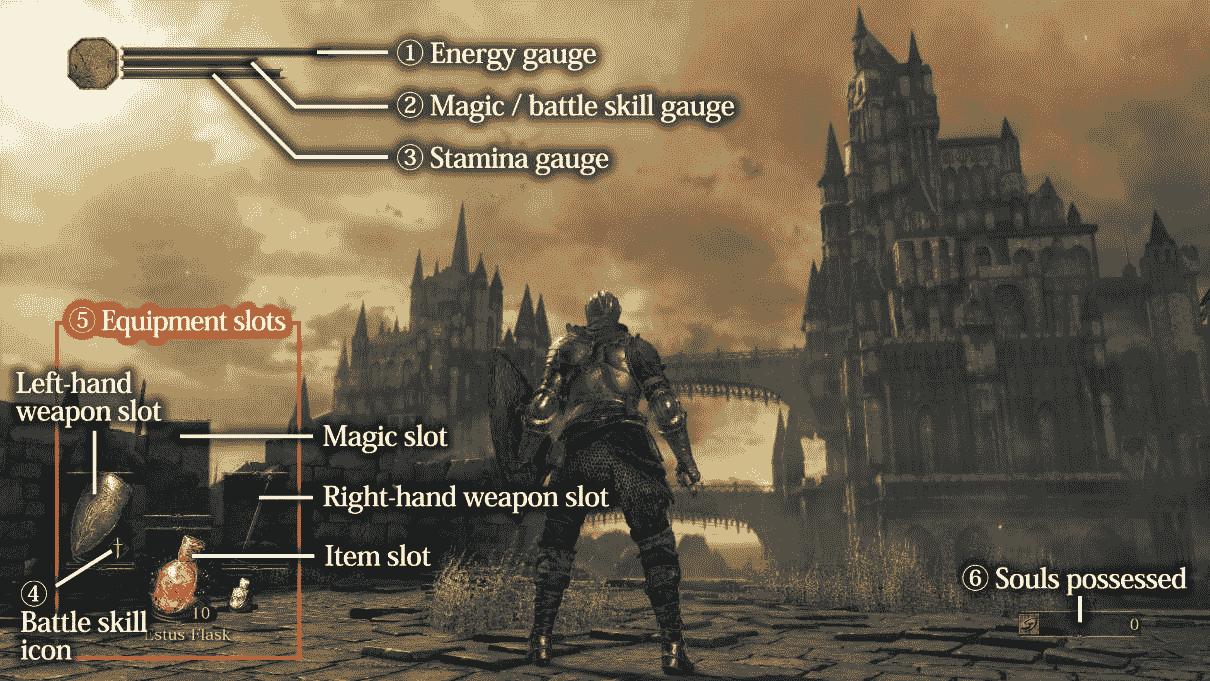 ① Energy gauge
② Magic / battle skill gauge
③ Stamina gauge
⑤ Equipment slots
Left-hand
weapon slot
Magic slot
Right-hand weapon slot
Item slot
④
Battle skill
icon
10
Estus Flask
⑥ Souls possessed
0